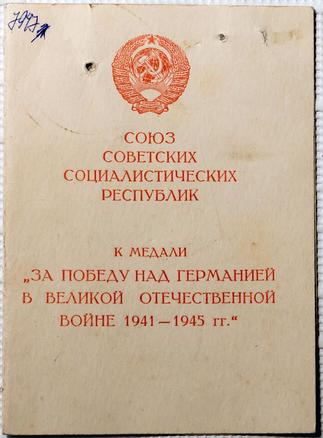 СОЮЗ
СОВЕТСКИХ
СОЦИАЛИСТИЧЕСКИХ
РЕСПУБЛИК
К МЕДАЛИ
„ЗА ПОБЕДУ НАД ГЕРМАНИЕЙ
В ВЕЛИКОЙ ОТЕЧЕСТВЕННОЙ
ВОЙНЕ 1941—1945 гг.“